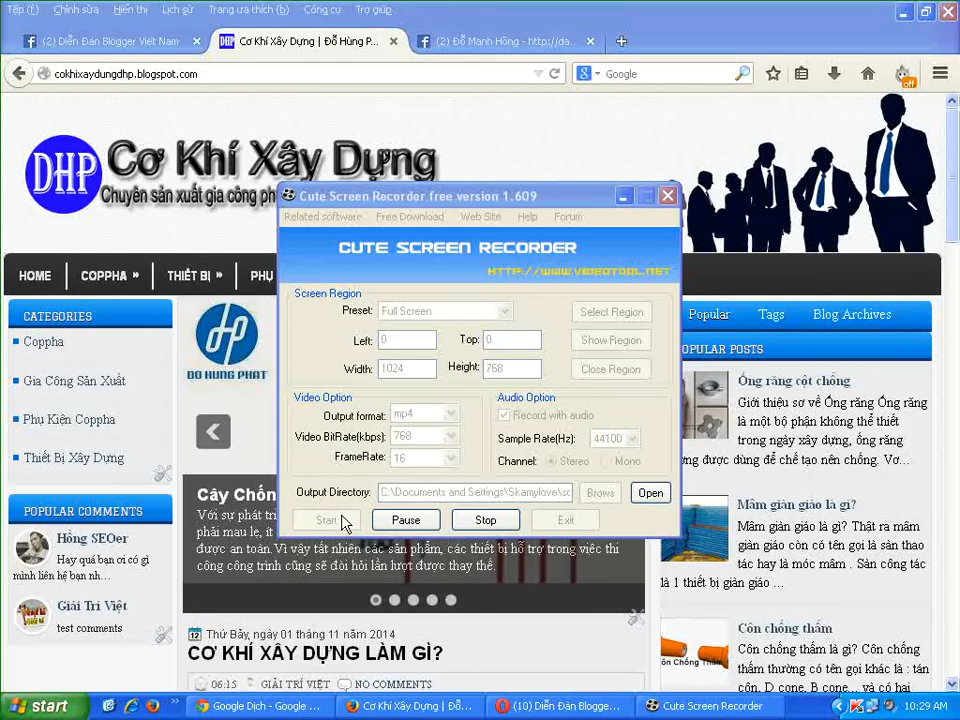 Tệp (F) Chỉnh sửa Hiển thị Lịch sử Trang ưa thích (b) Công cụ Trợ giúp
(2) Diễn Đàn Blogger Việt Nam
Cơ Khí Xây Dựng | Đỗ Hùng P...
(2) Đỗ Mạnh Hồng - http://da...
cokhixaydungdhp.blogspot.com
Google
off
DHP Cơ Khí Xây Dựng
Chuyên sản xuất gia công ph
HOME COPPHA » THIẾT BỊ » PHỤ
Cute Screen Recorder free version 1.609
Related software Free Download Web Site Help Forum
CUTE SCREEN RECORDER
HTTP://WWW.VIDEOTOOL.NET
Screen Region
Preset: Full Screen Select Region
Left: 0 Top: 0 Show Region
Width: 1024 Height: 768 Close Region
Video Option
Output format: mp4
Video BitRate(kbps): 768
FrameRate: 16
Audio Option
Record with audio
Sample Rate(Hz): 44100
Channel: Stereo Mono
Output Directory: C:\Documents and Settings\Skamylove\sc Brows Open
Start Pause Stop Exit
CATEGORIES
Coppha
Gia Công Sản Xuất
Phụ Kiện Coppha
Thiết Bị Xây Dựng
POPULAR COMMENTS
Hồng SEOer
Hay quá bạn ơi có gì
mình liên hệ bạn nh...
Giải Trí Việt
test comments
DO HUNG PHAT
Cây Chốn
Với sự phát tr
phải mau lẹ, ít
được an toàn.Vì vậy tất nhiên các sản phẩm, các thiết bị hỗ trợ trong việc thi
công công trình cũng sẽ đòi hỏi lần lượt được thay thế.
Thứ Bảy, ngày 01 tháng 11 năm 2014
CƠ KHÍ XÂY DỰNG LÀM GÌ?
06:15 GIẢI TRÍ VIỆT NO COMMENTS
Popular Tags Blog Archives
OPULAR POSTS
Ống răng cột chống
Giới thiệu sơ về Ống răng Ống răng
là một bộ phận không thể thiết
trong ngày xây dựng, ống răng
ng được dùng để chế tạo nên cột chống.
Mâm giàn giáo là gì?
Mâm giàn giáo là gì? Thật ra mâm
giàn giáo còn có tên gọi là sàn thao
tác hay là móc mâm . Sàn công tác
là 1 thiết bị giàn giáo ...
Côn chống thấm
Côn chống thấm là gì? Côn chống
thấm thường có tên gọi khác là : tán
côn, D cone, B cone... và có hai
Côn Chống Thấm
start
Google Dịch - Google ...
Cơ Khí Xây Dựng | Đỗ...
(10) Diễn Đàn Blogge...
Cute Screen Recorder
10:29 AM